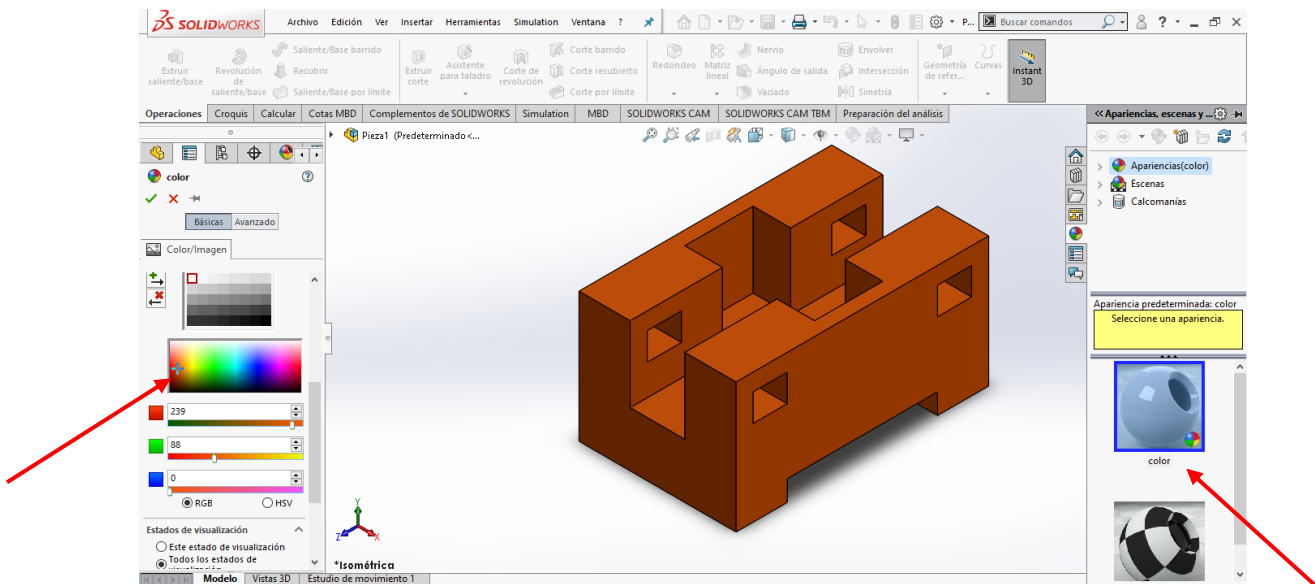 SOLIDWORKS Archivo Edición Ver Insertar Herramientas Simulation Ventana ? P... Buscar comandos ?
Extruir saliente/base
Revolución de saliente/base
Saliente/Base barrido
Recubrir
Saliente/Base por límite
Extruir corte
Asistente para taladro
Corte de revolución
Corte barrido
Corte recubierto
Corte por límite
Redondeo
Matriz lineal
Nervio
Ángulo de salida
Vaciado
Envolver
Intersección
Simetría
Geometría de refer...
Curvas
Instant 3D
Operaciones Croquis Calcular Cotas MBD Complementos de SOLIDWORKS Simulation MBD SOLIDWORKS CAM SOLIDWORKS CAM TBM Preparación del análisis
Pieza1 (Predeterminado<...
color
Básicas Avanzado
Color/Imagen
239
88
0
RGB HSV
Estados de visualización
Este estado de visualización
Todos los estados de
*Isométrica
Y
Z X
Modelo Vistas 3D Estudio de movimiento 1
Apariencias, escenas y ...
Apariencias(color)
Escenas
Calcomanías
Apariencia predeterminada: color
Seleccione una apariencia.
color